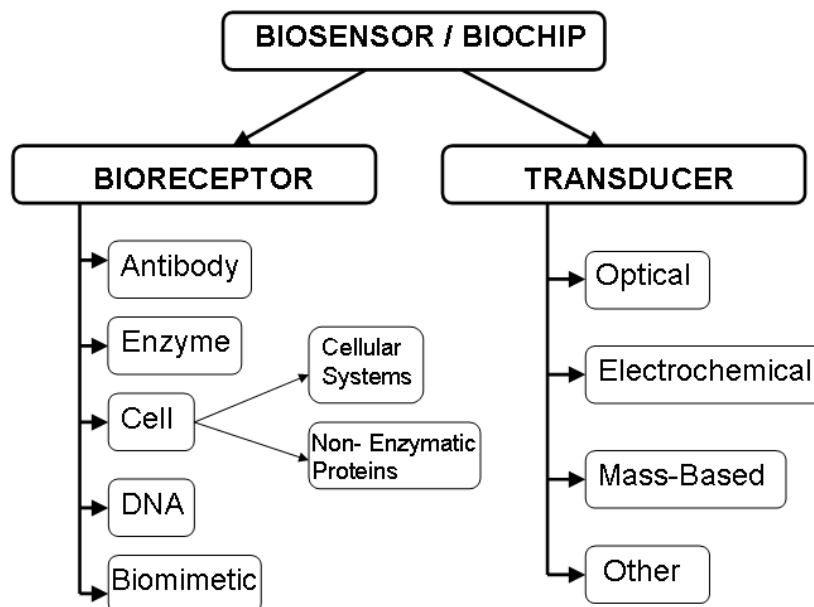 BIOSENSOR / BIOCHIP
BIORECEPTOR
TRANSDUCER
Antibody
Enzyme
Cell
Cellular
Systems
Non- Enzymatic
Proteins
DNA
Biomimetic
Optical
Electrochemical
Mass-Based
Other